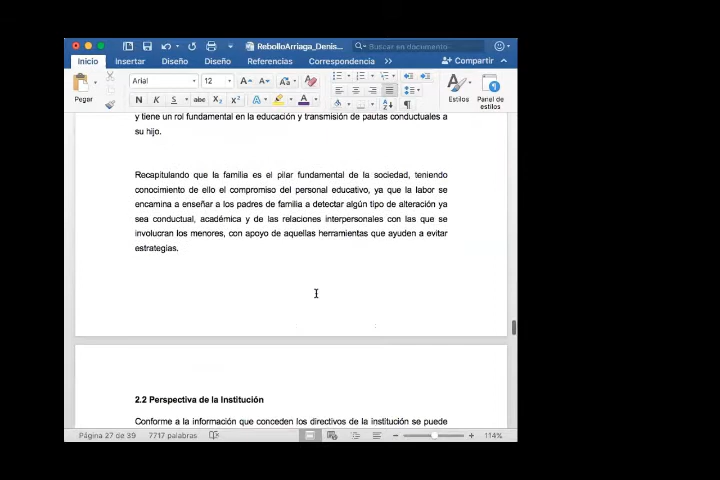 RebolloArriaga_Denis...
Buscar en documento
Inicio
Insertar
Diseño
Diseño
Referencias
Correspondencia
Compartir
Pegar
Arial
12
N K S abc X₂ X²
Estilos
Panel de
estilos
y tiene un rol fundamental en la educación y transmisión de pautas conductuales a
su hijo.
Recapitulando que la familia es el pilar fundamental de la sociedad, teniendo
conocimiento de ello el compromiso del personal educativo, ya que la labor se
encamina a enseñar a los padres de familia a detectar algún tipo de alteración ya
sea conductual, académica y de las relaciones interpersonales con las que se
involucran los menores, con apoyo de aquellas herramientas que ayuden a evitar
estrategias.
2.2 Perspectiva de la Institución
Conforme a la información que conceden los directivos de la institución se puede
Página 27 de 39
7717 palabras
114%